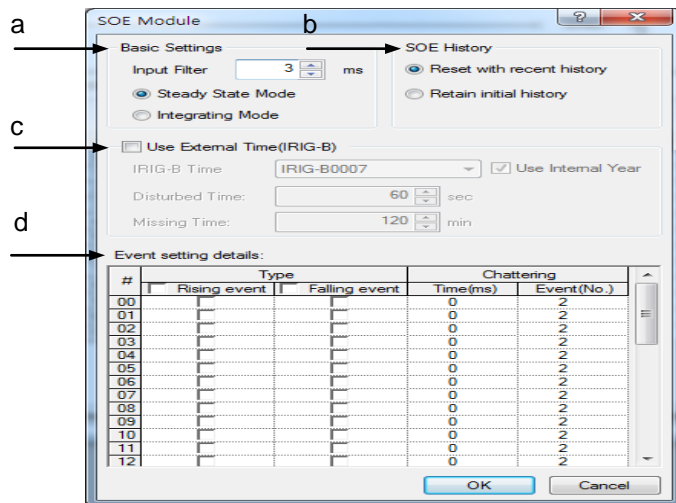 a
b
SOE Module
Basic Settings
SOE History
Input Filter 3 ms
Reset with recent history
Steady State Mode
Retain initial history
Integrating Mode
c
Use External Time(IRIG-B)
IRIG-B Time IRIG-B0007 Use Internal Year
Disturbed Time: 60 sec
Missing Time: 120 min
d
Event setting details:
# Type Chattering
Rising event Falling event Time(ms) Event(No.)
00 0 2
01 0 2
02 0 2
03 0 2
04 0 2
05 0 2
06 0 2
07 0 2
08 0 2
09 0 2
10 0 2
11 0 2
12 0 2
OK Cancel